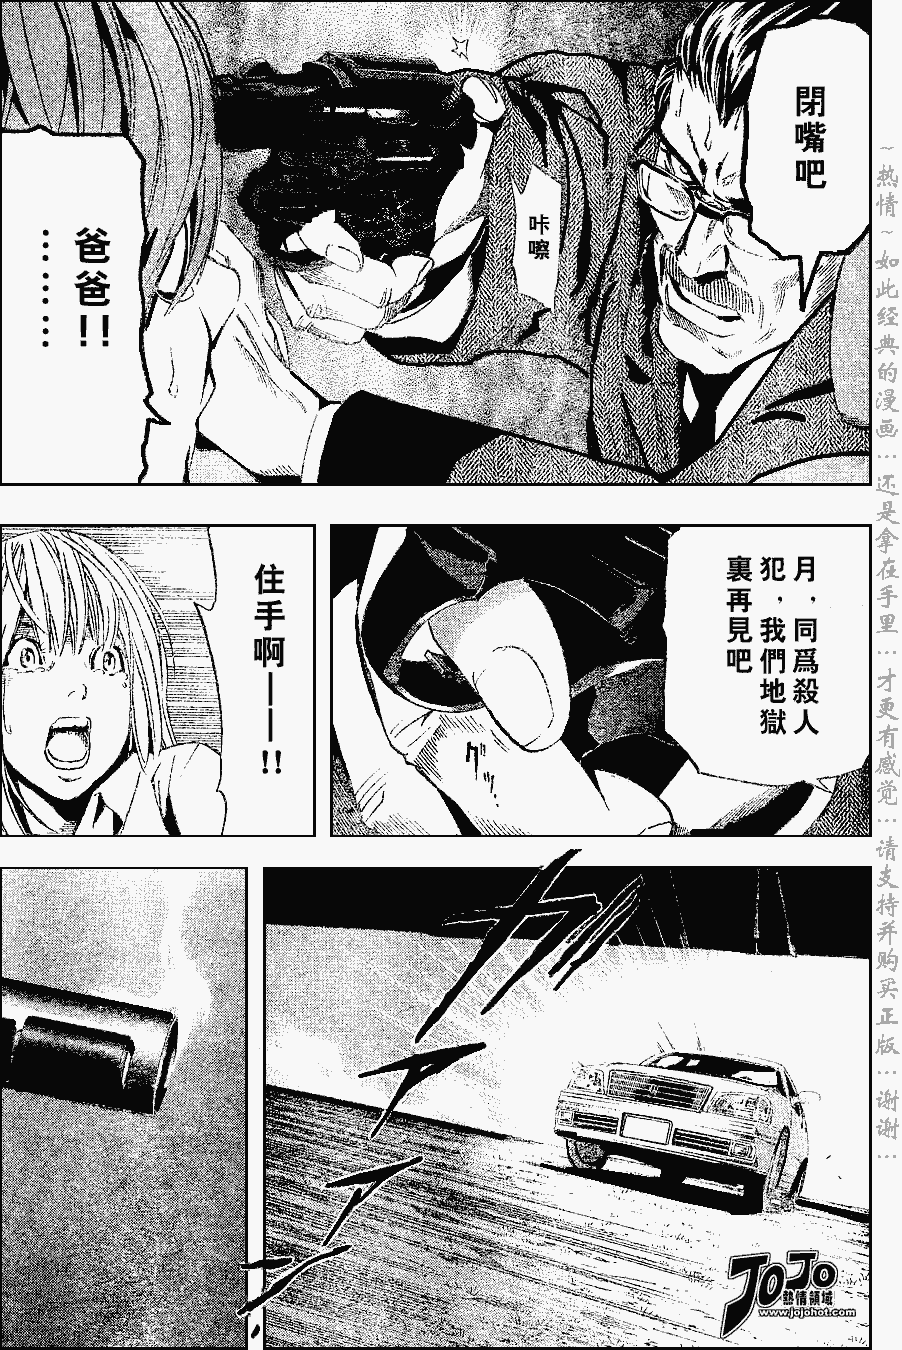 閉嘴吧
咔嚓
爸爸!!
………
月，同爲殺人
犯，我們地獄
裏再見吧
住手啊——!!
~热情~如此经典的漫画…还是拿在手里…才更有感觉…请支持并购买正版…谢谢…
JOJO
熱情領域
www.jojohot.com